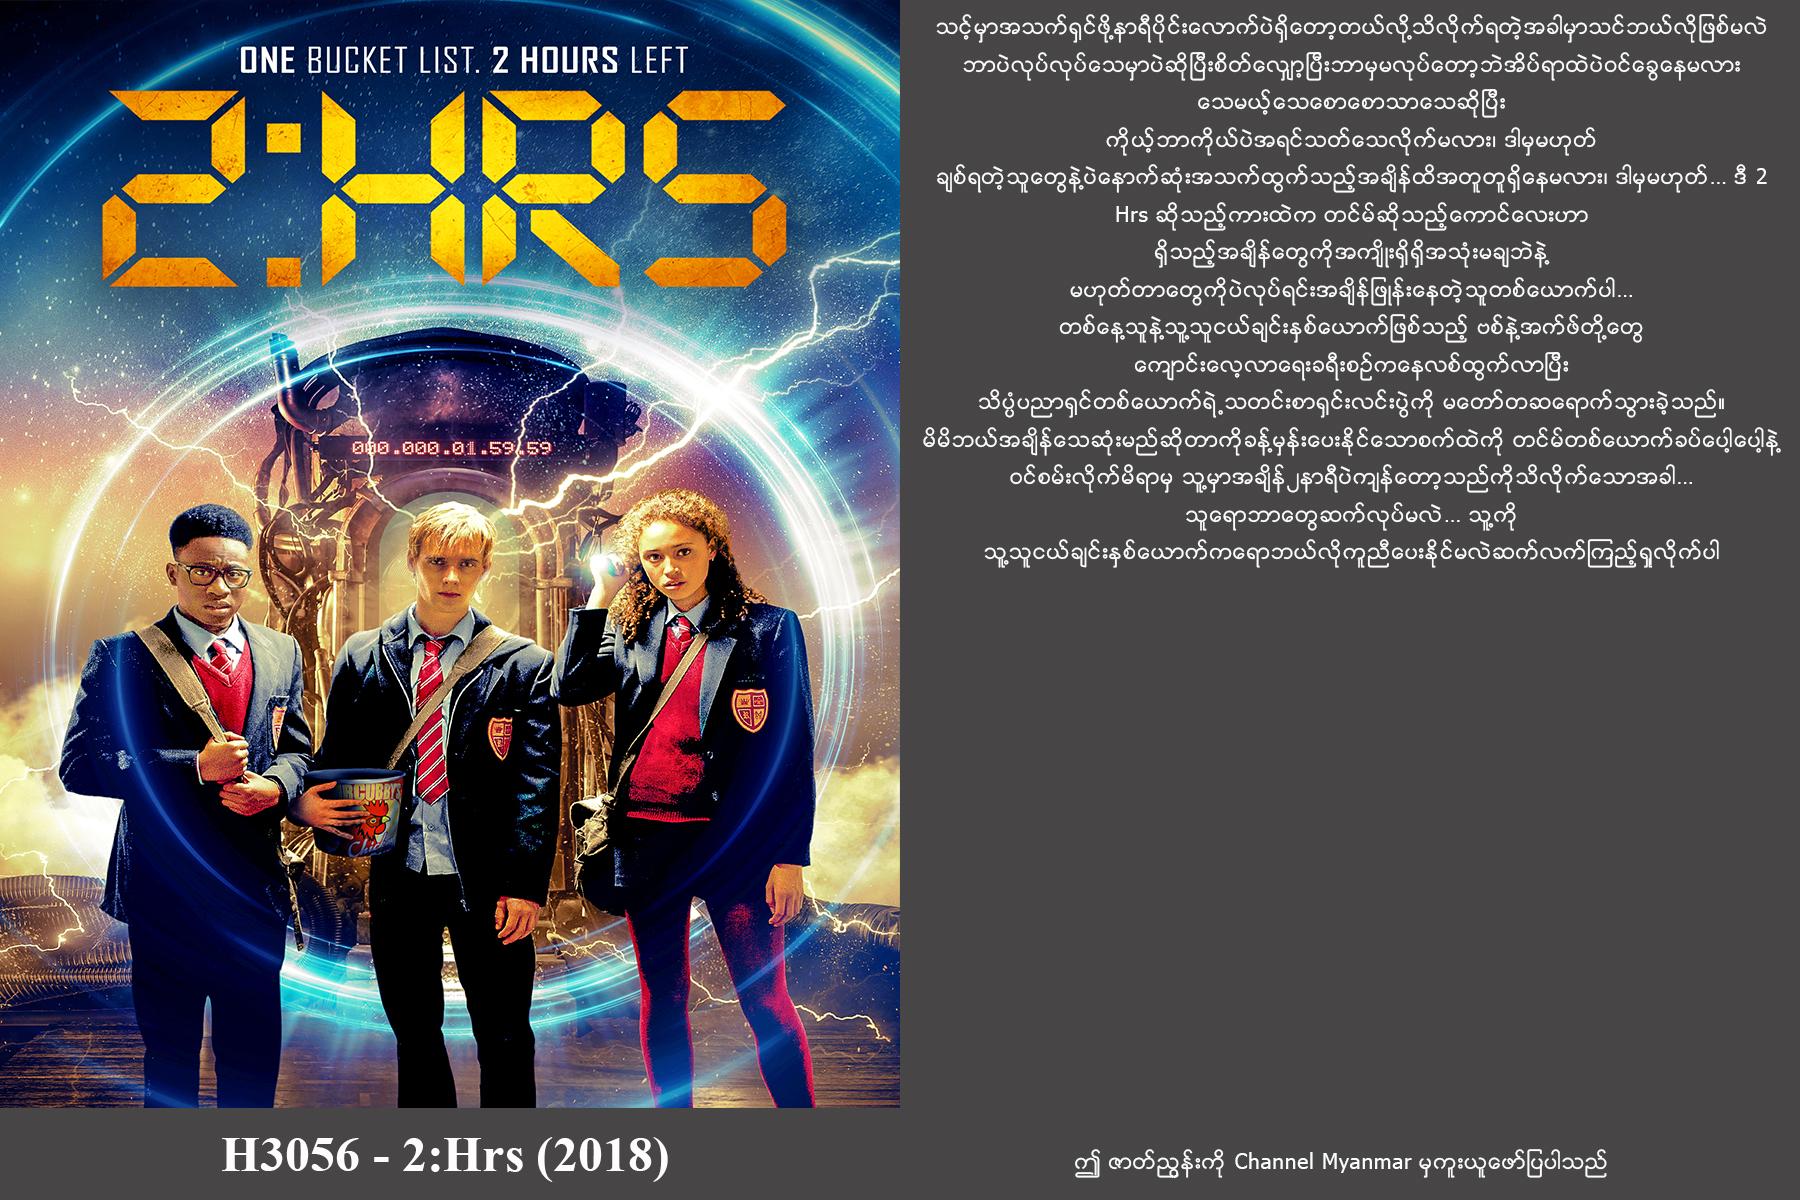 ONE BUCKET LIST. 2 HOURS LEFT
2:HRS
000.000.01.59.59
H3056 - 2:Hrs (2018)
သင့်မှာအသက်ရှင်ဖို့နာရီပိုင်းလောက်ပဲရှိတော့တယ်လို့သိလိုက်ရတဲ့အခါမှာသင်ဘယ်လိုဖြစ်မလဲ
ဘာပဲလုပ်လုပ်သေမှာပဲဆိုပြီးစိတ်လျှော့ပြီးဘာမှမလုပ်တော့ဘဲအိပ်ရာထဲပဲဝင်ခွေနေမလား
သေမယ့်သေစောစောသာသေဆိုပြီး
ကိုယ့်ဘာကိုယ်ပဲအရင်သတ်သေလိုက်မလား၊ ဒါမှမဟုတ်
ချစ်ရတဲ့သူတွေနဲ့ပဲနောက်ဆုံးအသက်ထွက်သည့်အချိန်ထိအတူတူရှိနေမလား၊ ဒါမှမဟုတ်... ဒီ 2
Hrs ဆိုသည့်ကားထဲက တင်မ်ဆိုသည့်ကောင်လေးဟာ
ရှိသည့်အချိန်တွေကိုအကျိုးရှိရှိအသုံးမချဘဲနဲ့
မဟုတ်တာတွေကိုပဲလုပ်ရင်းအချိန်ဖြုန်းနေတဲ့သူတစ်ယောက်ပါ...
တစ်နေ့သူနဲ့သူ့သူငယ်ချင်းနှစ်ယောက်ဖြစ်သည့် ဗစ်နဲ့အက်ဖ်တို့တွေ
ကျောင်းလေ့လာရေးခရီးစဉ်ကနေလစ်ထွက်လာပြီး
သိပ္ပံပညာရှင်တစ်ယောက်ရဲ့သတင်းစာရှင်းလင်းပွဲကို မတော်တဆရောက်သွားခဲ့သည်။
မိမိဘယ်အချိန်သေဆုံးမည်ဆိုတာကိုခန့်မှန်းပေးနိုင်သောစက်ထဲကို တင်မ်တစ်ယောက်ခပ်ပေါ့ပေါ့နဲ့
ဝင်စမ်းလိုက်မိရာမှ သူ့မှာအချိန်၂နာရီပဲကျန်တော့သည်ကိုသိလိုက်သောအခါ...
သူရောဘာတွေဆက်လုပ်မလဲ... သူ့ကို
သူ့သူငယ်ချင်းနှစ်ယောက်ကရောဘယ်လိုကူညီပေးနိုင်မလဲဆက်လက်ကြည့်ရှုလိုက်ပါ
ဤ ဇာတ်ညွှန်းကို Channel Myanmar မှကူးယူဖော်ပြပါသည်